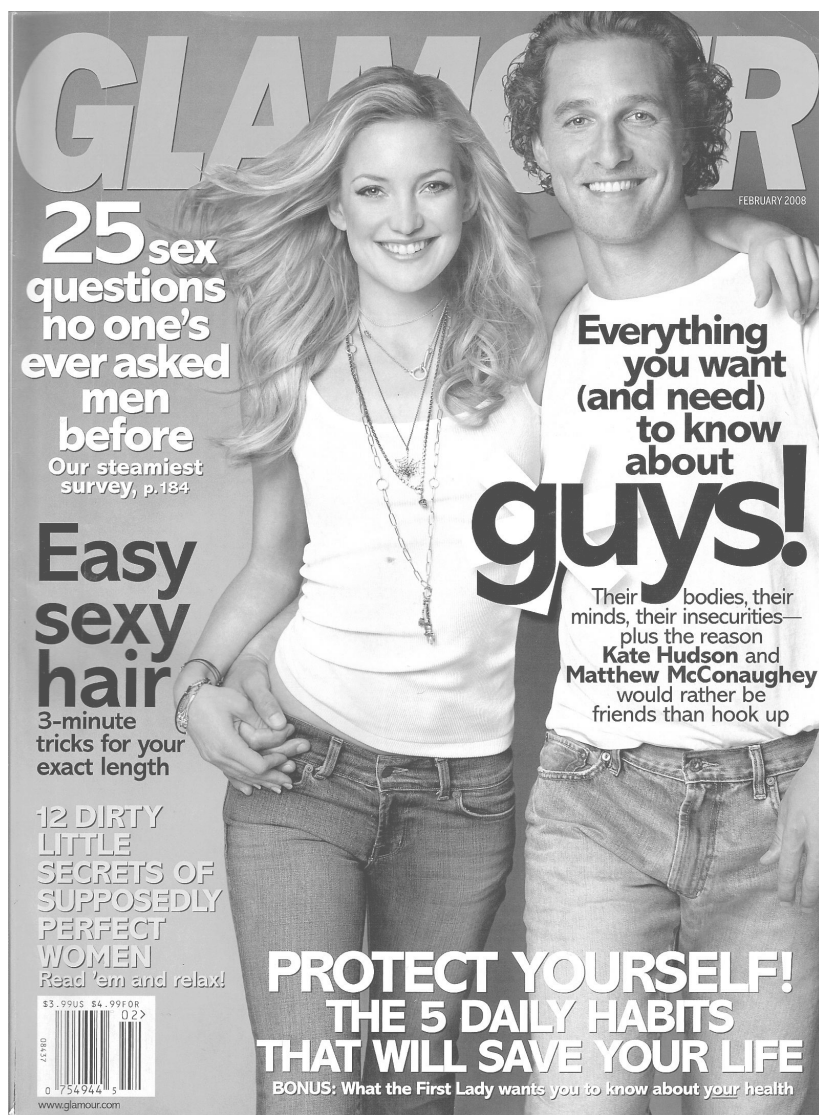 GLAMOUR
FEBRUARY 2008
25 sex
questions
no one's
ever asked
men
before
Our steamiest
survey, p.184
Everything
you want
(and need)
to know
about
guys!
Their bodies, their
minds, their insecurities—
plus the reason
Kate Hudson and
Matthew McConaughey
would rather be
friends than hook up
Easy
sexy
hair
3-minute
tricks for your
exact length
12 DIRTY
LITTLE
SECRETS OF
SUPPOSEDLY
PERFECT
WOMEN
Read 'em and relax!
PROTECT YOURSELF!
THE 5 DAILY HABITS
THAT WILL SAVE YOUR LIFE
BONUS: What the First Lady wants you to know about your health
$3.99US $4.99FOR
02>
08437
0 754944 5
www.glamour.com